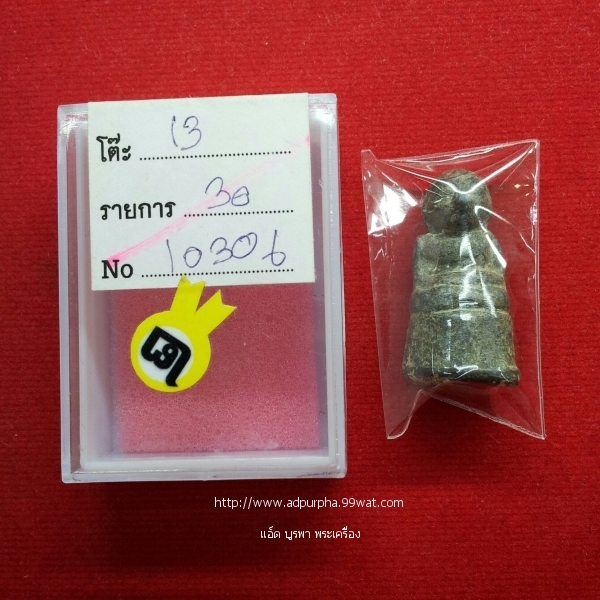 โต๊ะ ........ 13 ........
รายการ ... 30 ........
No ... 10306 ...
http://www.adpurpha.99wat.com
แอ็ด บูรพา พระเครื่อง